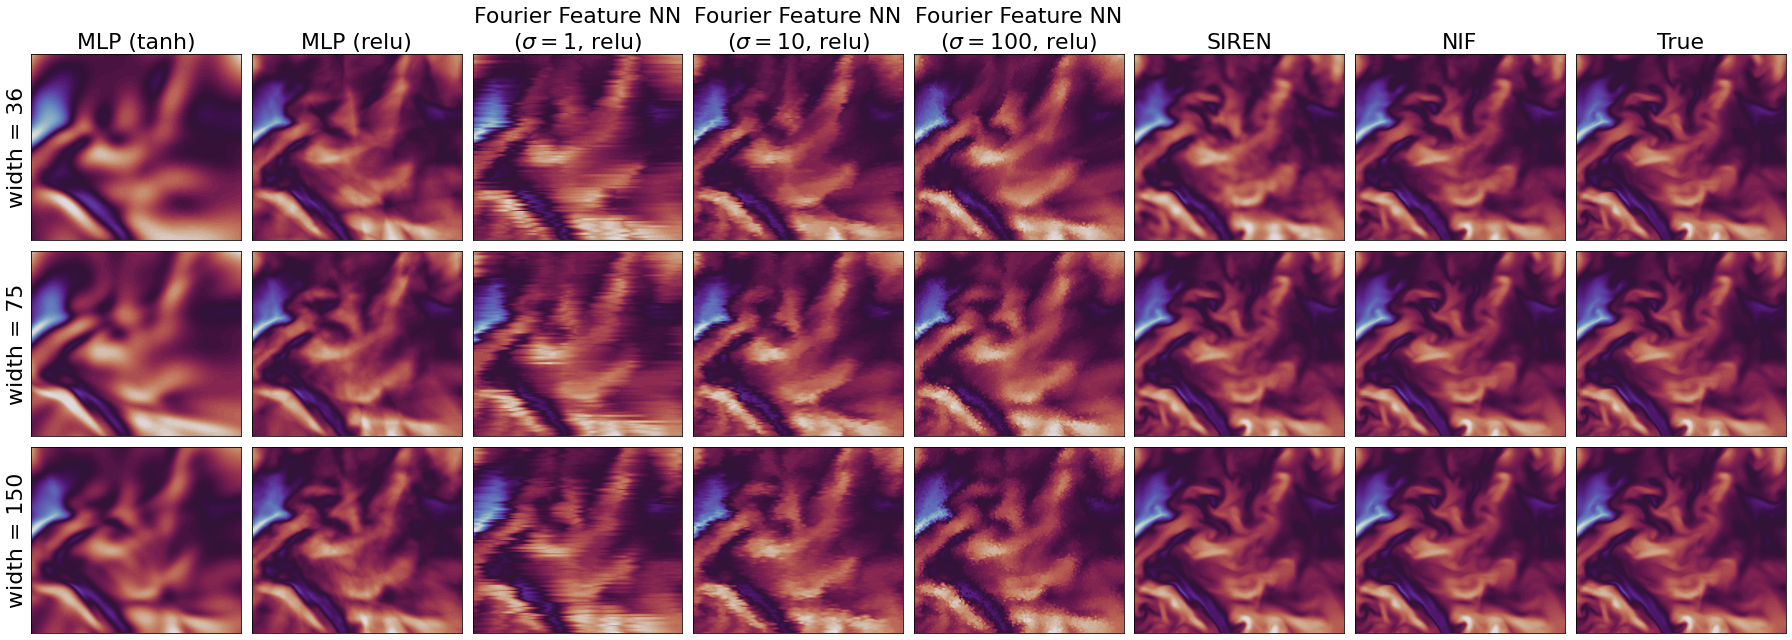 MLP (tanh)
MLP (relu)
Fourier Feature NN
(σ = 1, relu)
Fourier Feature NN
(σ = 10, relu)
Fourier Feature NN
(σ = 100, relu)
SIREN
NIF
True
width = 36
width = 75
width = 150